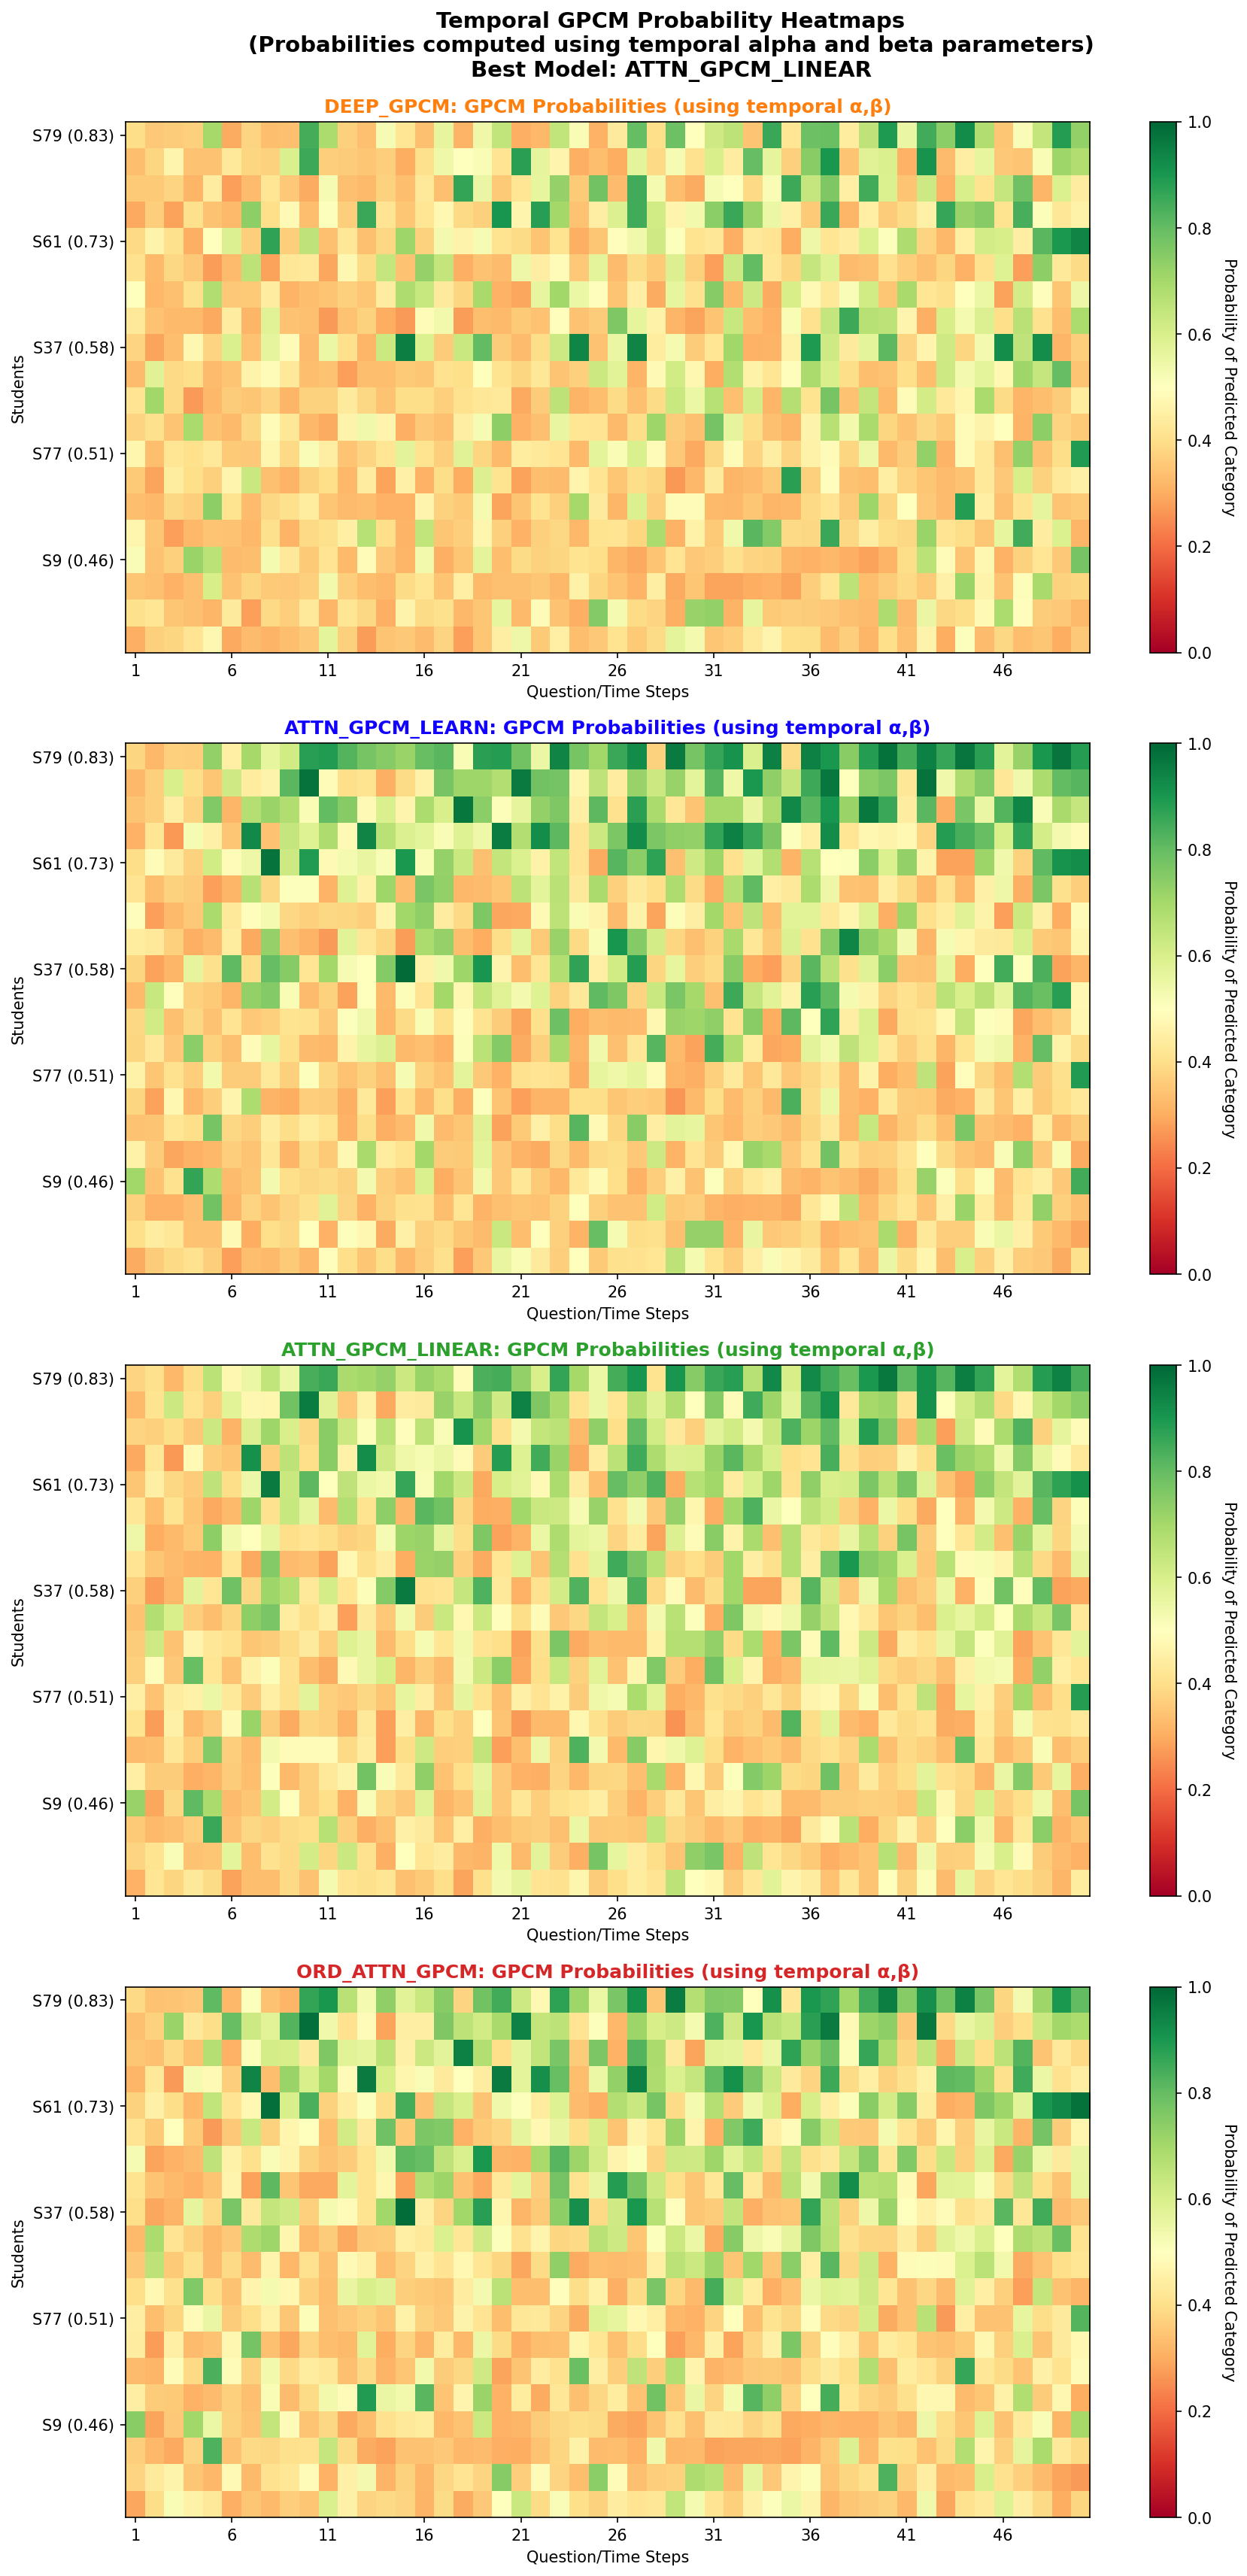 Temporal GPCM Probability Heatmaps
(Probabilities computed using temporal alpha and beta parameters)
Best Model: ATTN_GPCM_LINEAR
DEEP_GPCM: GPCM Probabilities (using temporal α,β)
S79 (0.83)
S61 (0.73)
S37 (0.58)
S77 (0.51)
S9 (0.46)
Students
1 6 11 16 21 26 31 36 41 46
Question/Time Steps
1.0
0.8
0.6
0.4
0.2
0.0
Probability of Predicted Category
ATTN_GPCM_LEARN: GPCM Probabilities (using temporal α,β)
S79 (0.83)
S61 (0.73)
S37 (0.58)
S77 (0.51)
S9 (0.46)
Students
1 6 11 16 21 26 31 36 41 46
Question/Time Steps
1.0
0.8
0.6
0.4
0.2
0.0
Probability of Predicted Category
ATTN_GPCM_LINEAR: GPCM Probabilities (using temporal α,β)
S79 (0.83)
S61 (0.73)
S37 (0.58)
S77 (0.51)
S9 (0.46)
Students
1 6 11 16 21 26 31 36 41 46
Question/Time Steps
1.0
0.8
0.6
0.4
0.2
0.0
Probability of Predicted Category
ORD_ATTN_GPCM: GPCM Probabilities (using temporal α,β)
S79 (0.83)
S61 (0.73)
S37 (0.58)
S77 (0.51)
S9 (0.46)
Students
1 6 11 16 21 26 31 36 41 46
Question/Time Steps
1.0
0.8
0.6
0.4
0.2
0.0
Probability of Predicted Category